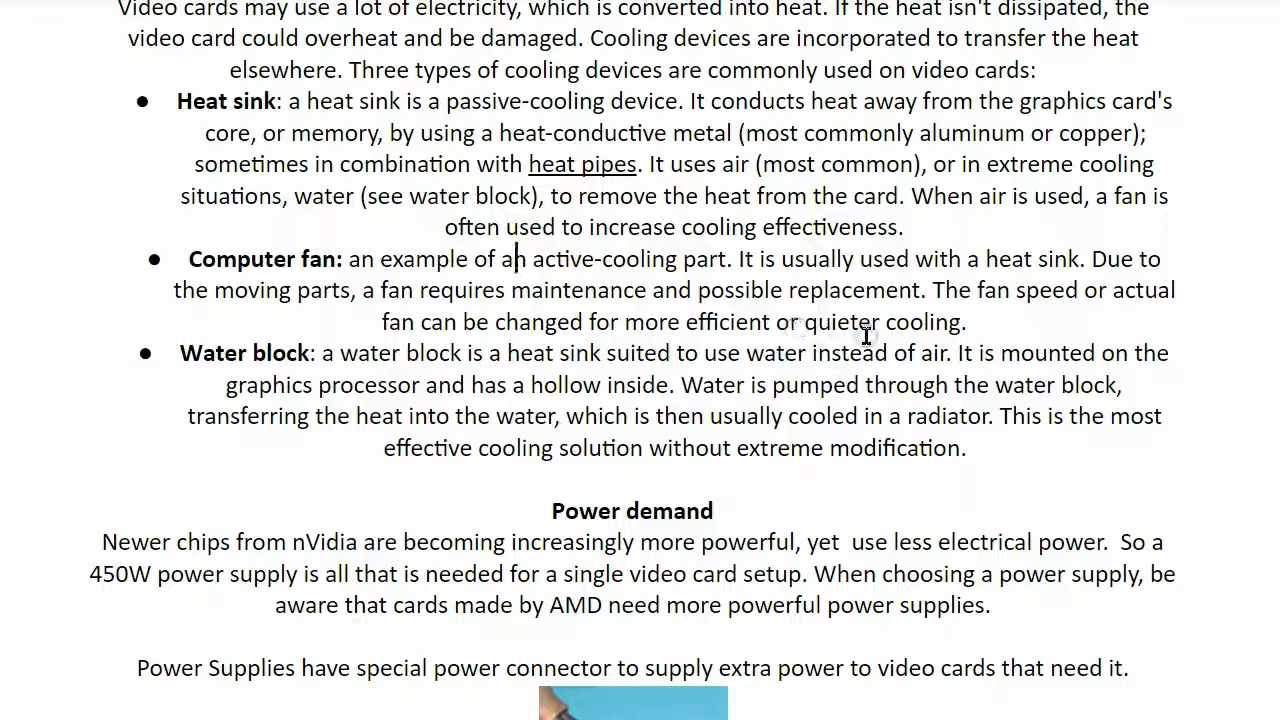 Video cards may use a lot of electricity, which is converted into heat. If the heat isn't dissipated, the
video card could overheat and be damaged. Cooling devices are incorporated to transfer the heat
elsewhere. Three types of cooling devices are commonly used on video cards:
● Heat sink: a heat sink is a passive-cooling device. It conducts heat away from the graphics card's
core, or memory, by using a heat-conductive metal (most commonly aluminum or copper);
sometimes in combination with heat pipes. It uses air (most common), or in extreme cooling
situations, water (see water block), to remove the heat from the card. When air is used, a fan is
often used to increase cooling effectiveness.
● Computer fan: an example of an active-cooling part. It is usually used with a heat sink. Due to
the moving parts, a fan requires maintenance and possible replacement. The fan speed or actual
fan can be changed for more efficient or quieter cooling.
● Water block: a water block is a heat sink suited to use water instead of air. It is mounted on the
graphics processor and has a hollow inside. Water is pumped through the water block,
transferring the heat into the water, which is then usually cooled in a radiator. This is the most
effective cooling solution without extreme modification.
Power demand
Newer chips from nVidia are becoming increasingly more powerful, yet  use less electrical power.  So a
450W power supply is all that is needed for a single video card setup. When choosing a power supply, be
aware that cards made by AMD need more powerful power supplies.
Power Supplies have special power connector to supply extra power to video cards that need it.